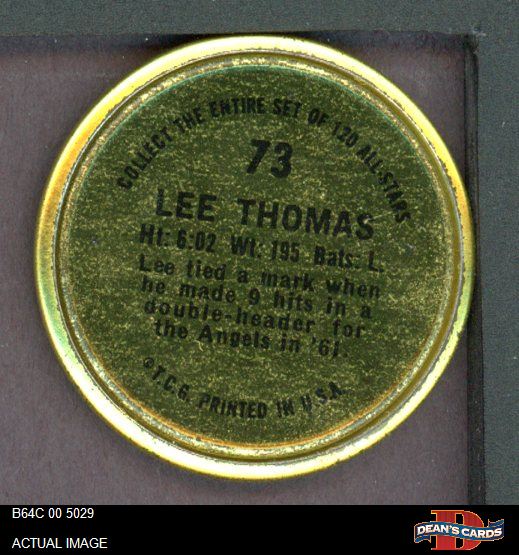 COLLECT THE ENTIRE SET OF 120 ALL-STARS
73
LEE THOMAS
Ht: 6:02 Wt: 195 Bats: L.
Lee tied a mark when
he made 9 hits in a
double-header for
the Angels in '61.
©T.C.G. PRINTED IN U.S.A.
B64C 00 5029
ACTUAL IMAGE
DEAN'S CARDS